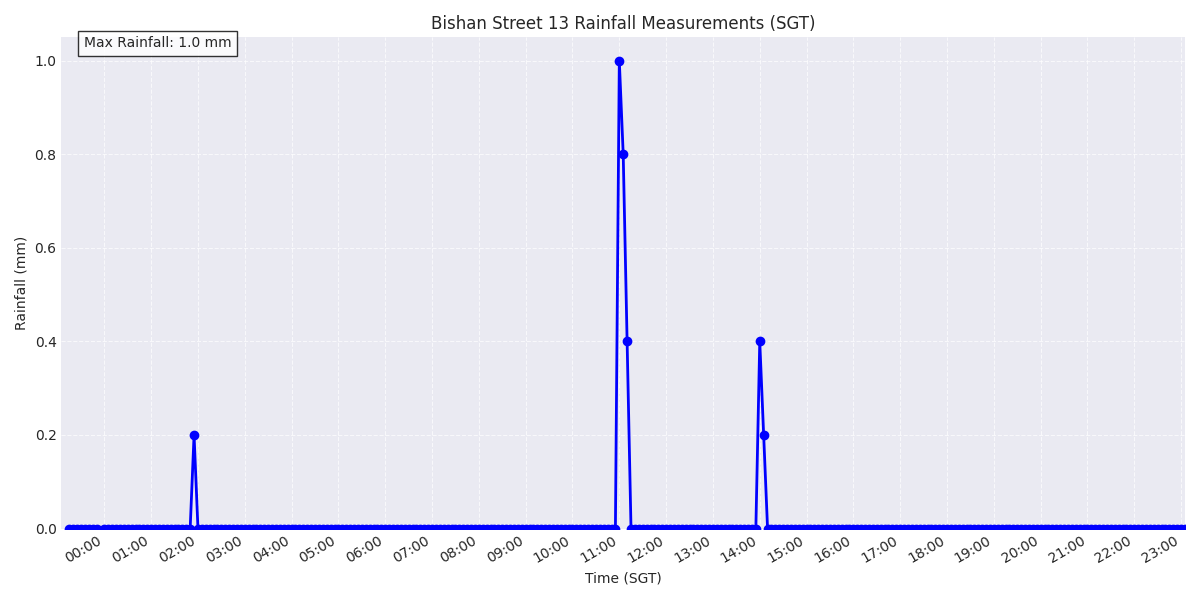 Bishan Street 13 Rainfall Measurements (SGT)
Max Rainfall: 1.0 mm
1.0
0.8
0.6
0.4
0.2
0.0
Rainfall (mm)
00:00 01:00 02:00 03:00 04:00 05:00 06:00 07:00 08:00 09:00 10:00 11:00 12:00 13:00 14:00 15:00 16:00 17:00 18:00 19:00 20:00 21:00 22:00 23:00
Time (SGT)